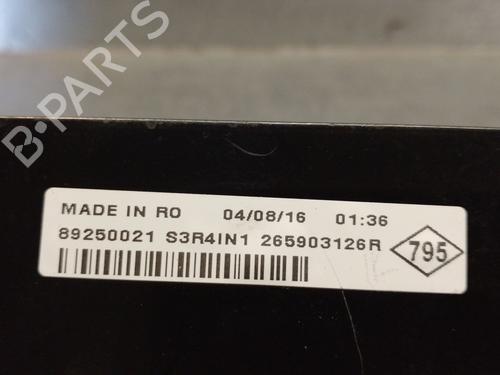 B-PARTS
MADE IN RO 04/08/16 01:36
89250021 S3R4IN1 265903126R
795